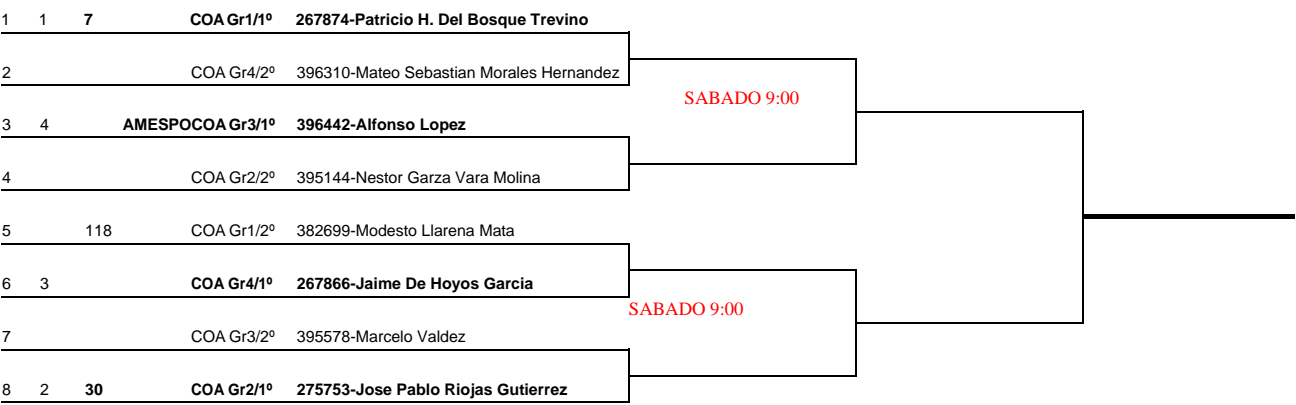 1 1 7 COA Gr1/1º 267874-Patricio H. Del Bosque Trevino
2 COA Gr4/2º 396310-Mateo Sebastian Morales Hernandez
SABADO 9:00
3 4 AMESPOCOA Gr3/1º 396442-Alfonso Lopez
4 COA Gr2/2º 395144-Nestor Garza Vara Molina
5 118 COA Gr1/2º 382699-Modesto Llarena Mata
6 3 COA Gr4/1º 267866-Jaime De Hoyos Garcia
SABADO 9:00
7 COA Gr3/2º 395578-Marcelo Valdez
8 2 30 COA Gr2/1º 275753-Jose Pablo Riojas Gutierrez